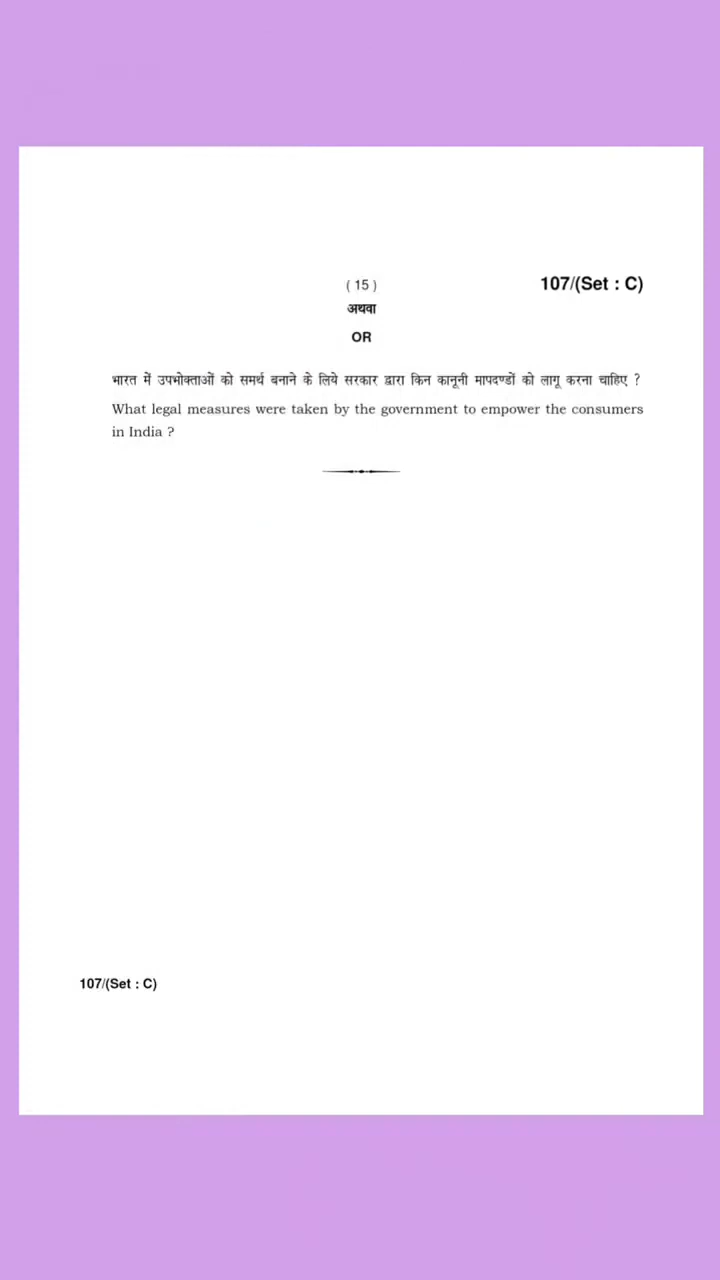 ( 15 )
107/(Set : C)
अथवा
OR
भारत में उपभोक्ताओं को समर्थ बनाने के लिये सरकार द्वारा किन कानूनी मापदण्डों को लागू करना चाहिए ?
What legal measures were taken by the government to empower the consumers
in India ?
107/(Set : C)